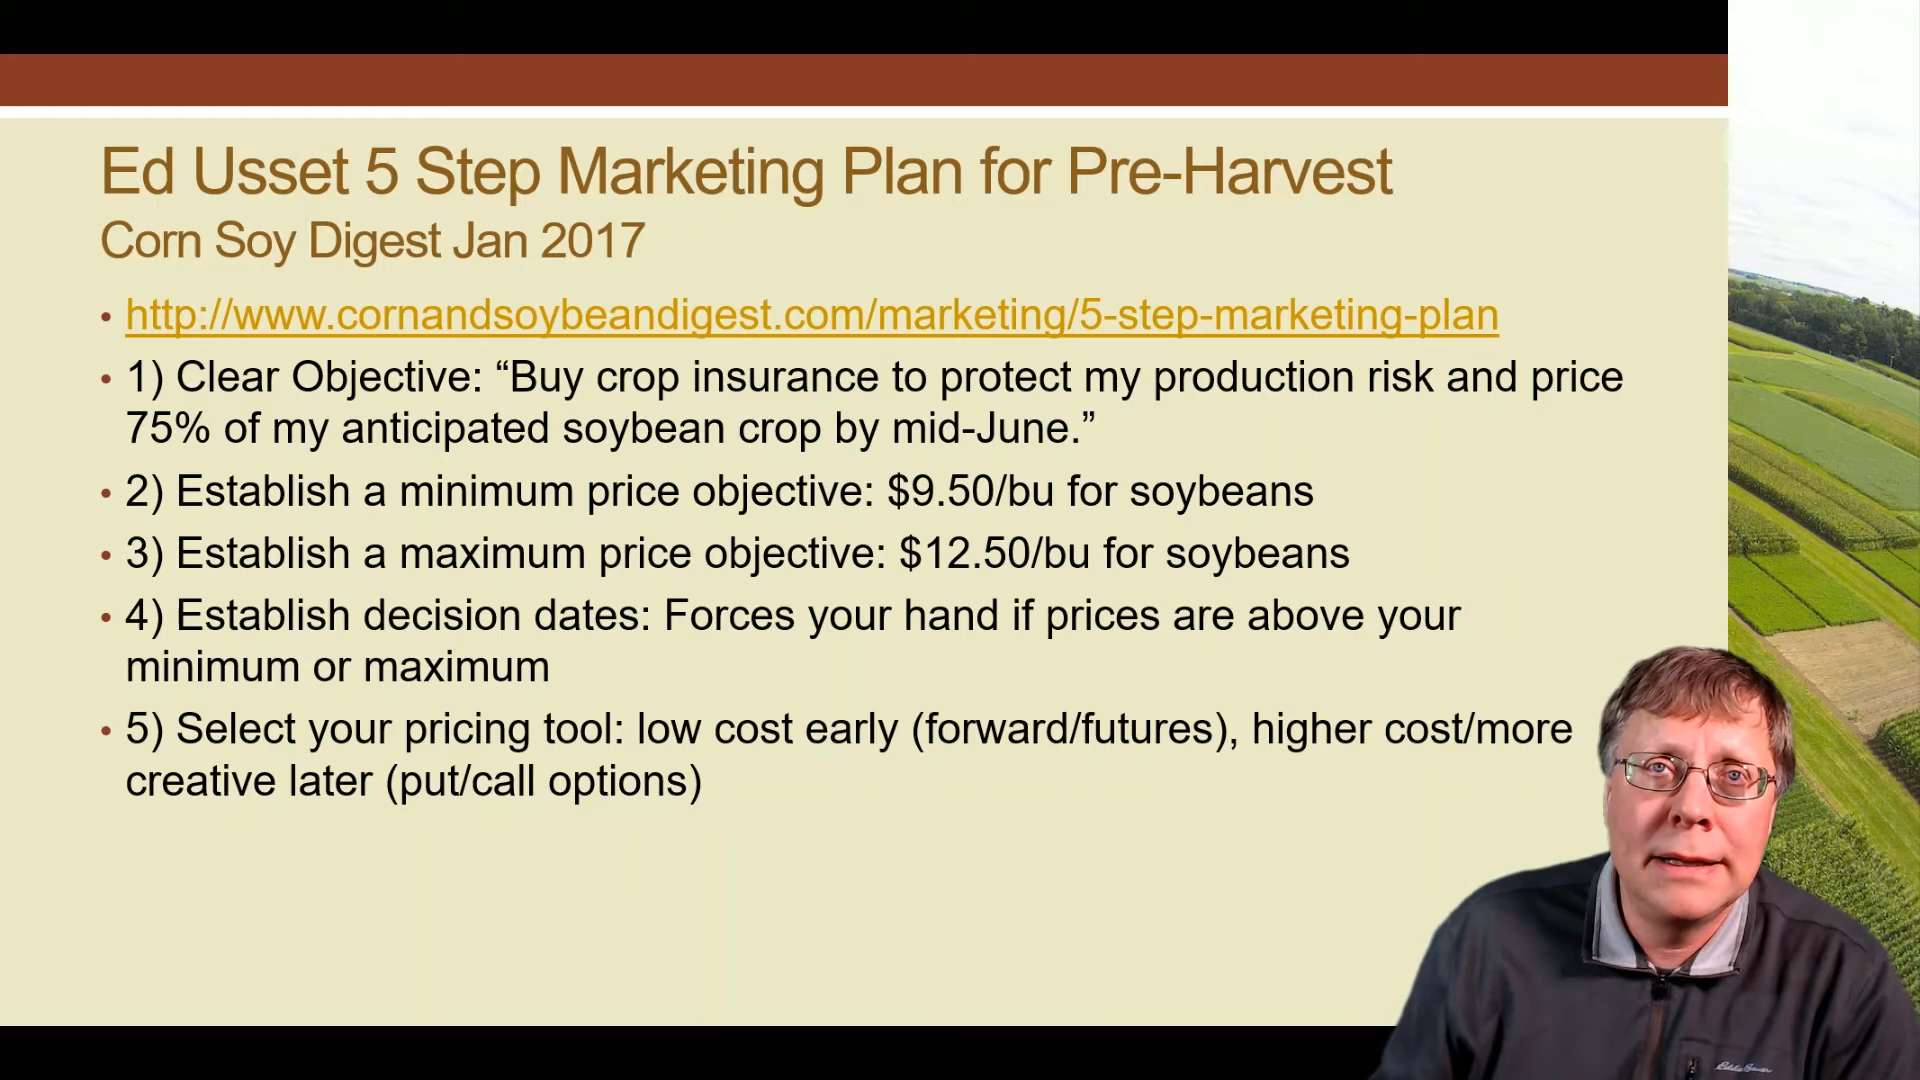 Ed Usset 5 Step Marketing Plan for Pre-Harvest
Corn Soy Digest Jan 2017
• http://www.cornandsoybeandigest.com/marketing/5-step-marketing-plan
• 1) Clear Objective: “Buy crop insurance to protect my production risk and price
75% of my anticipated soybean crop by mid-June.”
• 2) Establish a minimum price objective: $9.50/bu for soybeans
• 3) Establish a maximum price objective: $12.50/bu for soybeans
• 4) Establish decision dates: Forces your hand if prices are above your
minimum or maximum
• 5) Select your pricing tool: low cost early (forward/futures), higher cost/more
creative later (put/call options)
Eddie Bauer